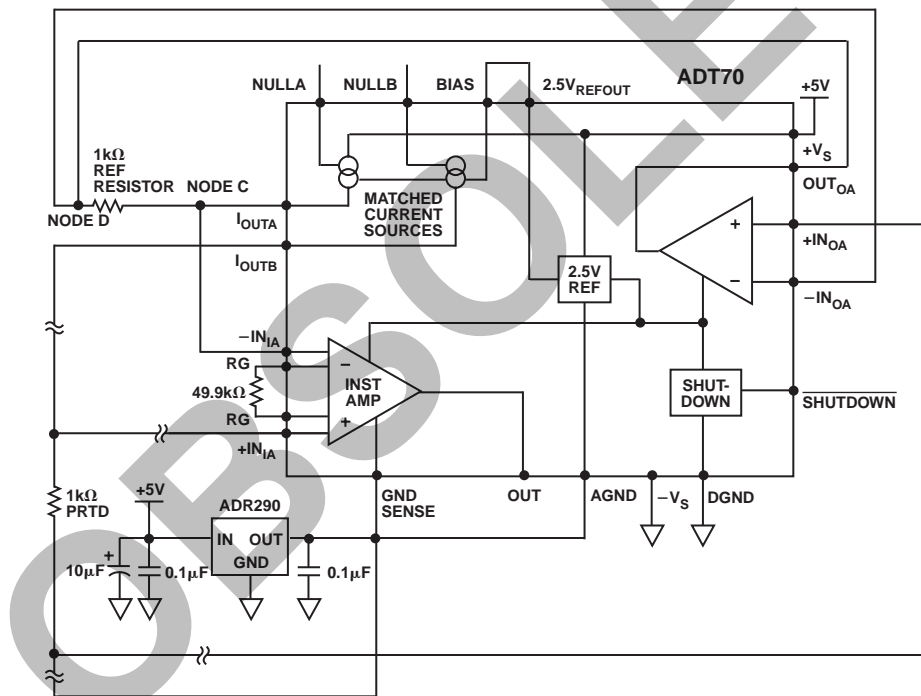 NULLA
NULLB
BIAS
2.5VREFOUT
ADT70
+5V
1kΩ
REF
RESISTOR
NODE C
NODE D
MATCHED
CURRENT
SOURCES
+VS
OUTOA
IOUTA
IOUTB
2.5V
REF
+
−
+INOA
−INOA
−INIA
RG
49.9kΩ
RG
+INIA
−
INST
AMP
+
SHUT-
DOWN
SHUTDOWN
1kΩ
PRTD
+5V
ADR290
IN OUT
GND
GND
SENSE
OUT
AGND
−VS
DGND
+
10μF
0.1μF
0.1μF
OBSOLETE